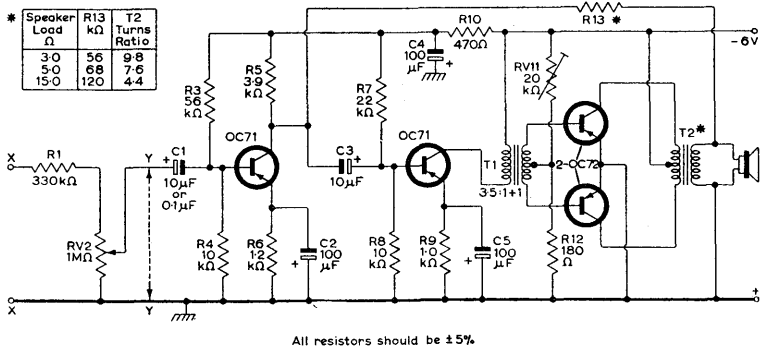 * Speaker Load Ω R13 kΩ T2 Turns Ratio
3·0 56 9·8
5·0 68 7·6
15·0 120 4·4
R13 *
R10
470Ω
-6V
C4
100
μF
+
R3
56
kΩ
R5
3·9
kΩ
R7
22
kΩ
RV11
20
kΩ
X
R1
330kΩ
Y
C1
+
10μF
or
0·1μF
OC71
C3
+
10μF
OC71
T1
3·5:1+1
2-OC72
T2*
RV2
1MΩ
R4
10
kΩ
R6
1·2
kΩ
C2
100
μF
+
R8
10
kΩ
R9
1·0
kΩ
C5
100
μF
+
R12
180
Ω
X
Y
+
All resistors should be ±5%